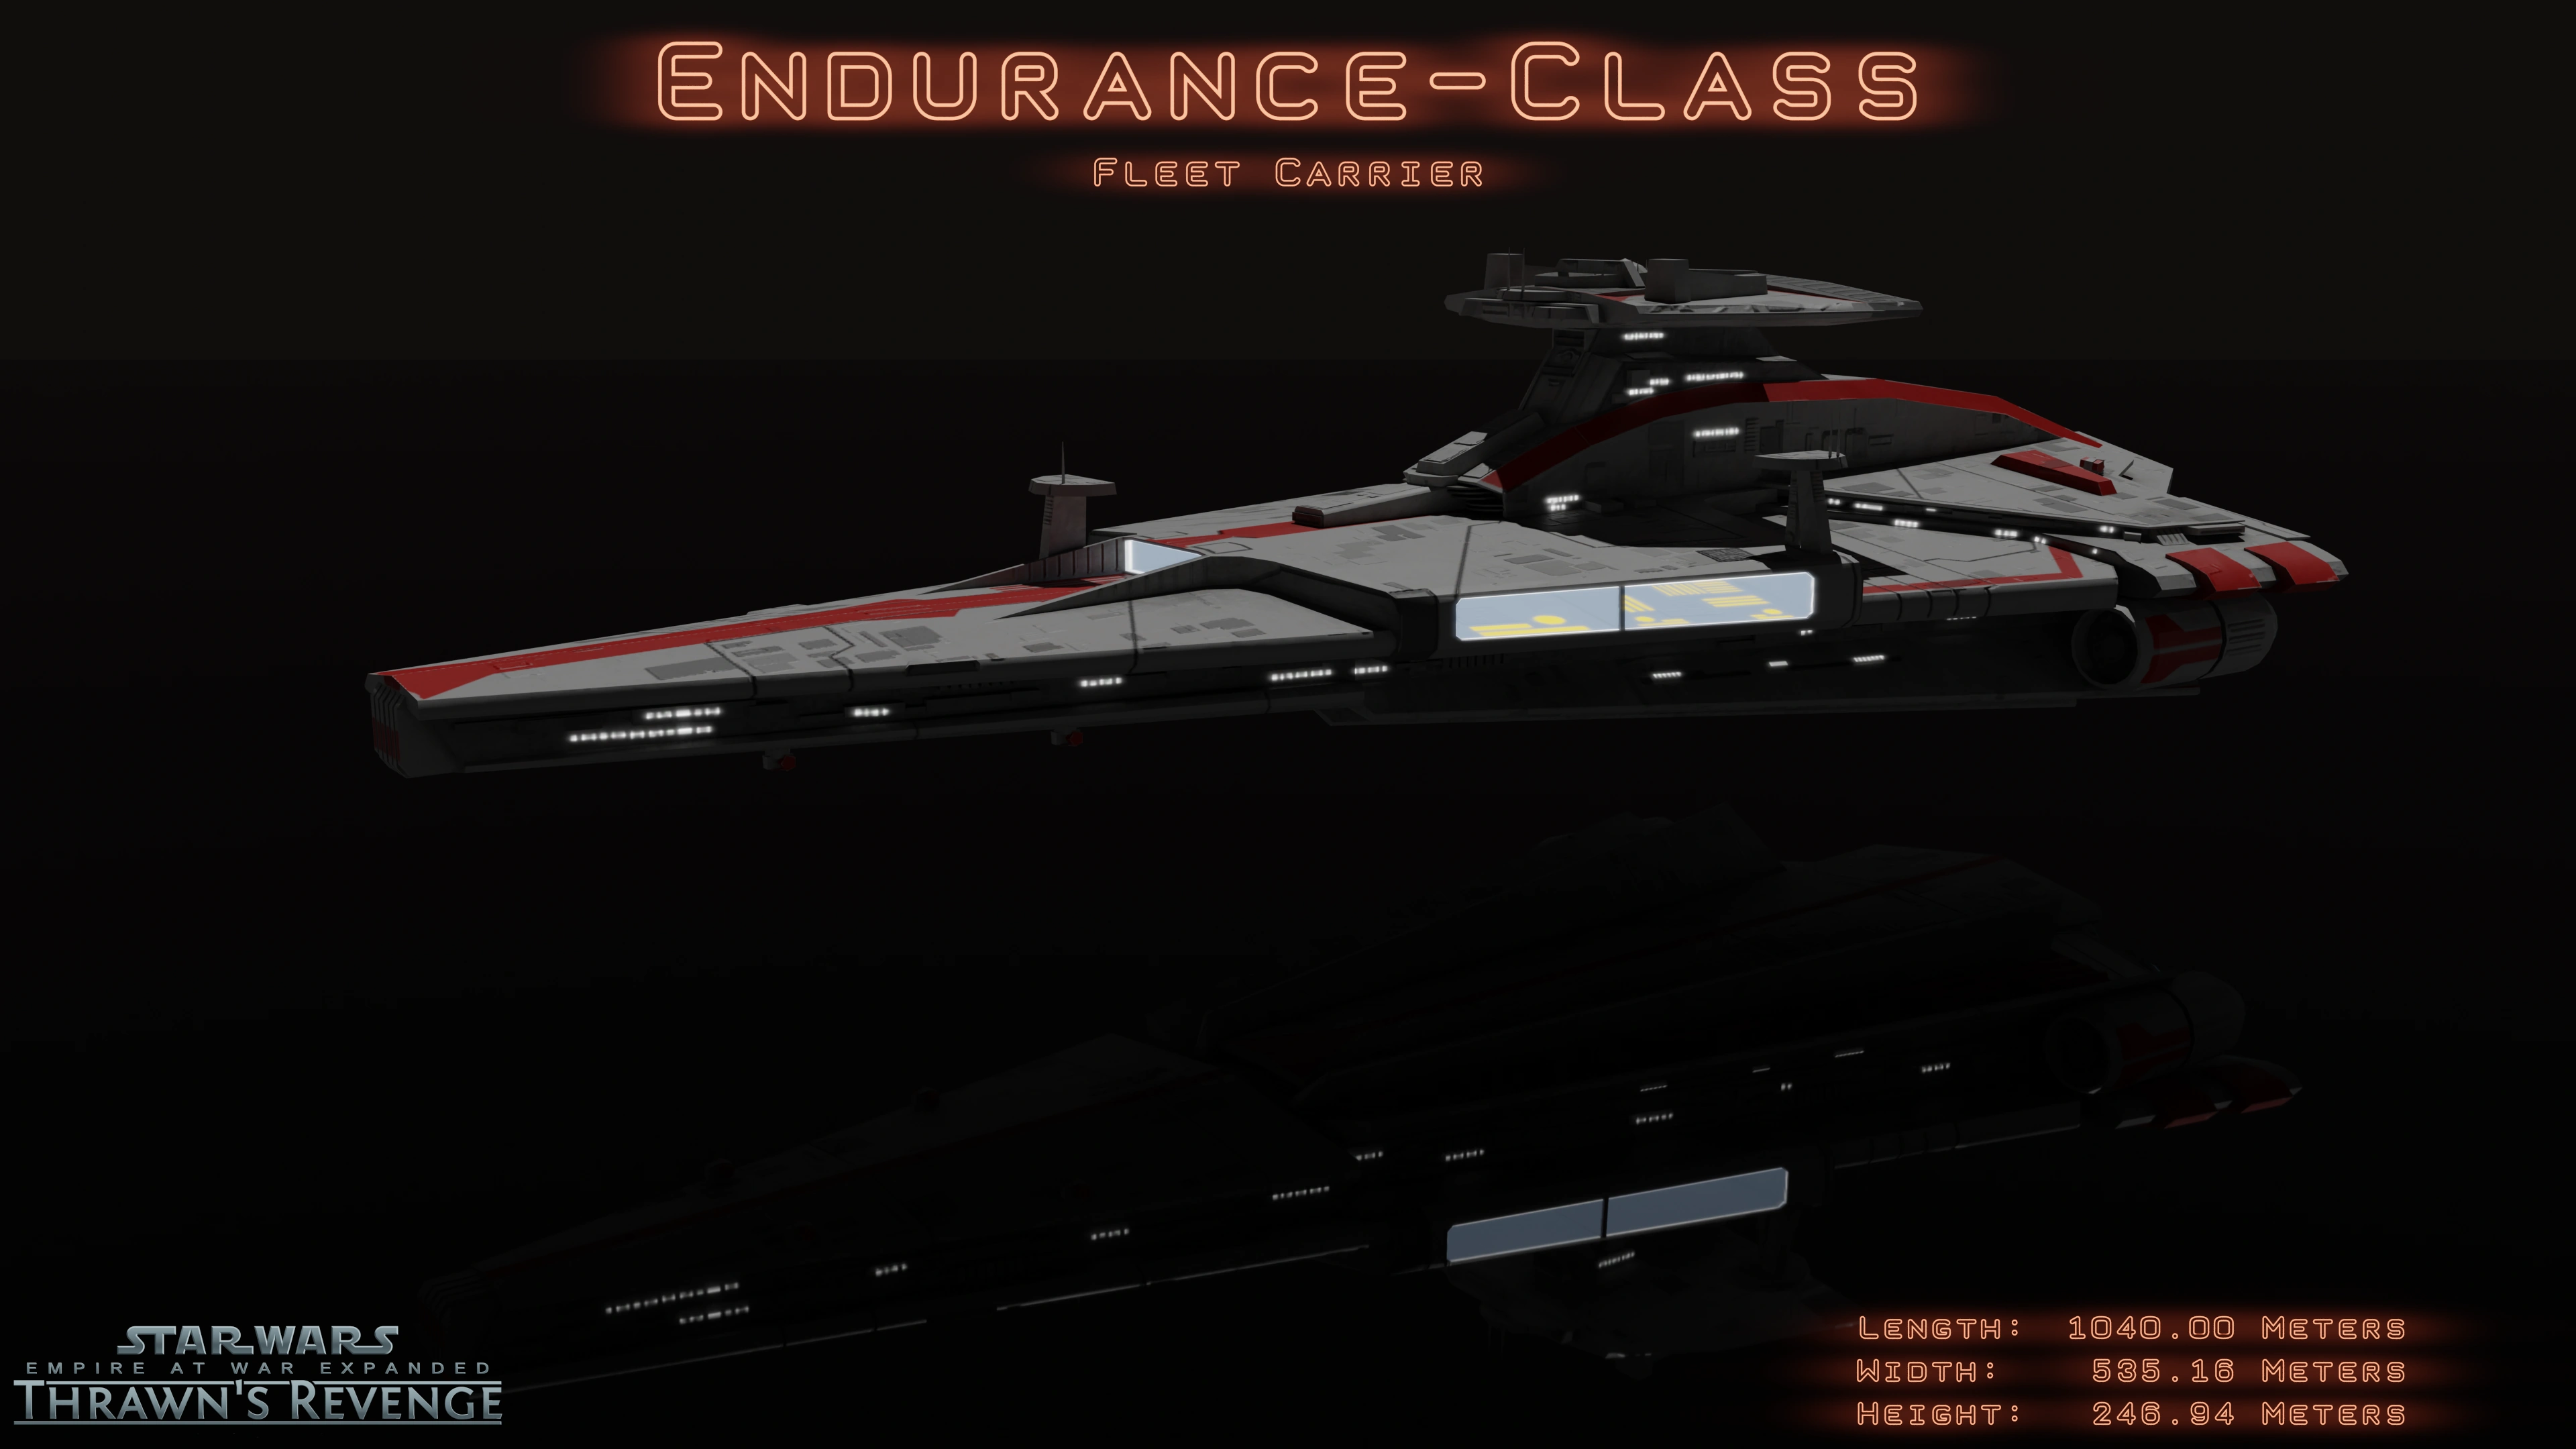 Endurance-Class
Fleet Carrier
STAR WARS
EMPIRE AT WAR EXPANDED
THRAWN'S REVENGE
Length: 1040.00 Meters
Width: 535.16 Meters
Height: 246.94 Meters